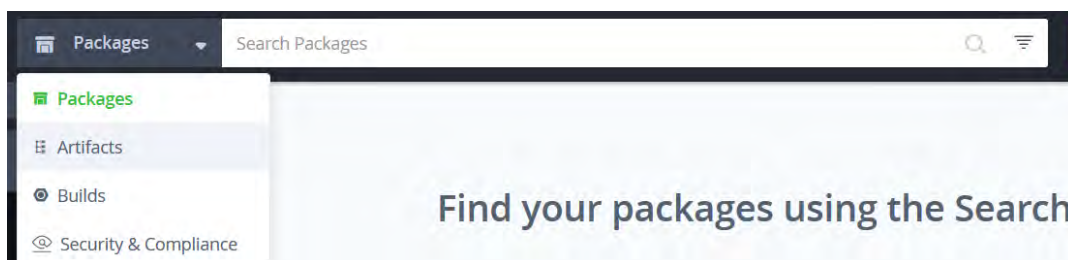 Packages
Search Packages
Packages
Artifacts
Builds
Find your packages using the Search
Security & Compliance